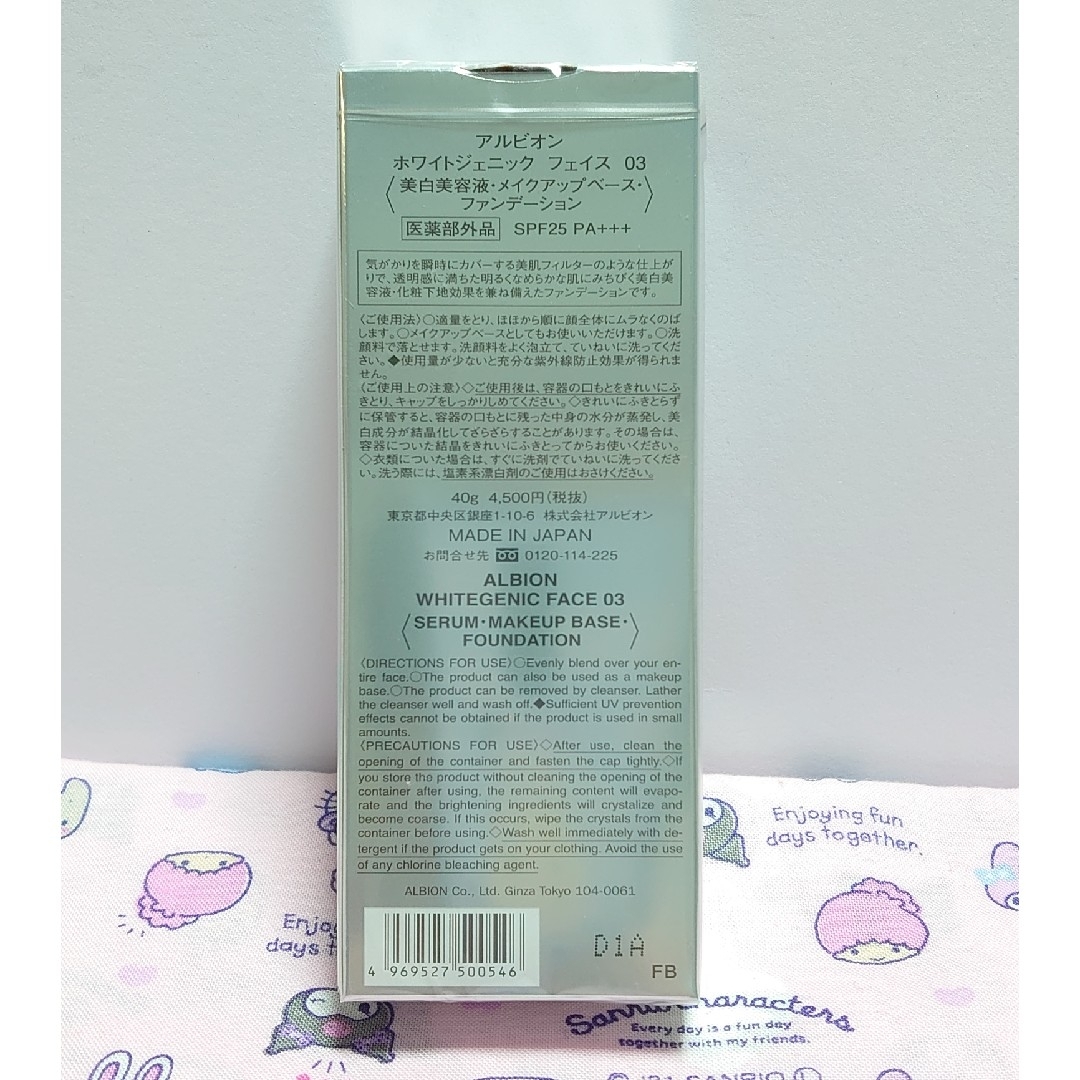 アルビオン
ホワイトジェニック フェイス 03
〈美白美容液・メイクアップベース・
ファンデーション〉
医薬部外品 SPF25 PA+++
気がかりを瞬時にカバーする美肌フィルターのような仕上が
りで、透明感に満ちた明るくなめらかな肌にみちびく美白美
容液・化粧下地効果を兼ね備えたファンデーションです。
〈ご使用法〉○適量をとり、ほほから順に顔全体にムラなくのば
します。○メイクアップベースとしてもお使いいただけます。○洗
顔料で落とせます。洗顔料をよく泡立て、ていねいに洗ってくだ
さい。◆使用量が少ないと充分な紫外線防止効果が得られま
せん。
〈ご使用上の注意〉◇ご使用後は、容器の口もとをきれいにふ
きとり、キャップをしっかりしめてください。◇きれいにふきとらず
に保管すると、容器の口もとに残った中身の水分が蒸発し、美
白成分が結晶化してざらざらすることがあります。その場合は、
容器についた結晶をきれいにふきとってからお使いください。
◇衣類についた場合は、すぐに洗剤でていねいに洗ってくださ
い。洗う際には、塩素系漂白剤のご使用はおさけください。
40g 4,500円(税抜)
東京都中央区銀座1-10-6 株式会社アルビオン
MADE IN JAPAN
お問合せ先 0120-114-225
ALBION
WHITEGENIC FACE 03
〈SERUM・MAKEUP BASE・
FOUNDATION〉
〈DIRECTIONS FOR USE〉○Evenly blend over your en-
tire face.○The product can also be used as a makeup
base.○The product can be removed by cleanser. Lather
the cleanser well and wash off.◆Sufficient UV prevention
effects cannot be obtained if the product is used in small
amounts.
〈PRECAUTIONS FOR USE〉◇After use, clean the
opening of the container and fasten the cap tightly.◇If
you store the product without cleaning the opening of the
container after using, the remaining content will evapo-
rate and the brightening ingredients will crystalize and
become coarse. If this occurs, wipe the crystals from the
container before using.◇Wash well immediately with de-
tergent if the product gets on your clothing. Avoid the use
of any chlorine bleaching agent.
ALBION Co., Ltd. Ginza Tokyo 104-0061
4 969527 500546
D1A
FB
Enjoying fun
days together.
Enjoy
days t
Sanrio characters
Every day is a fun day
together with my friends.